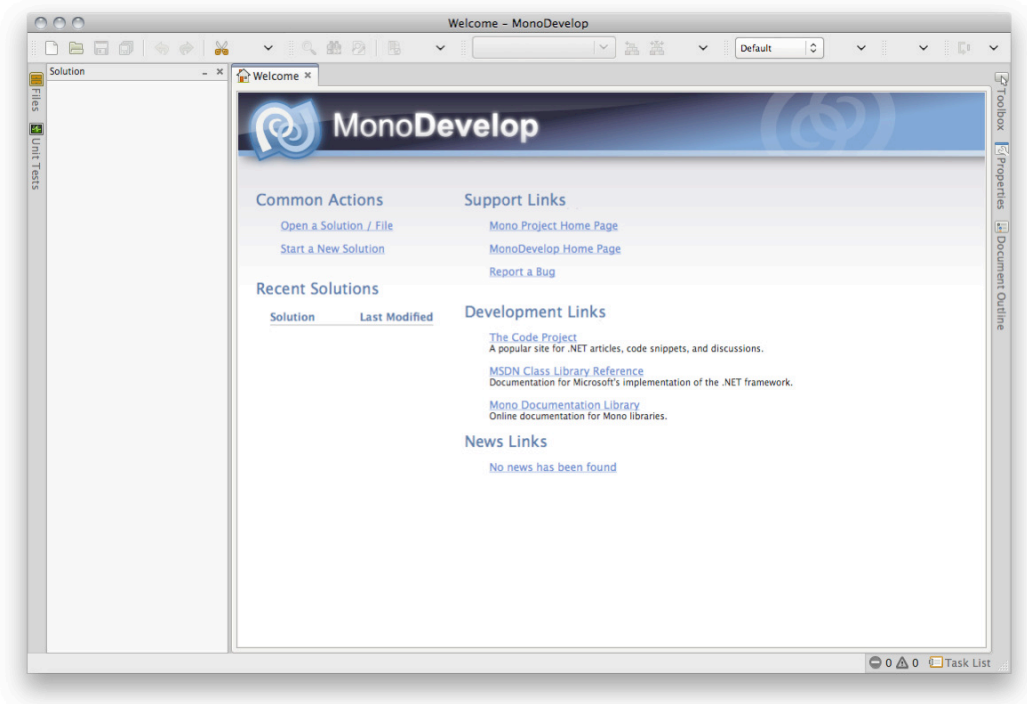 Welcome – MonoDevelop
Default
Solution
Welcome
Files
Unit Tests
Toolbox
Properties
Document Outline
MonoDevelop
Common Actions
Open a Solution / File
Start a New Solution
Recent Solutions
Solution Last Modified
Support Links
Mono Project Home Page
MonoDevelop Home Page
Report a Bug
Development Links
The Code Project
A popular site for .NET articles, code snippets, and discussions.
MSDN Class Library Reference
Documentation for Microsoft's implementation of the .NET framework.
Mono Documentation Library
Online documentation for Mono libraries.
News Links
No news has been found
0 0 Task List